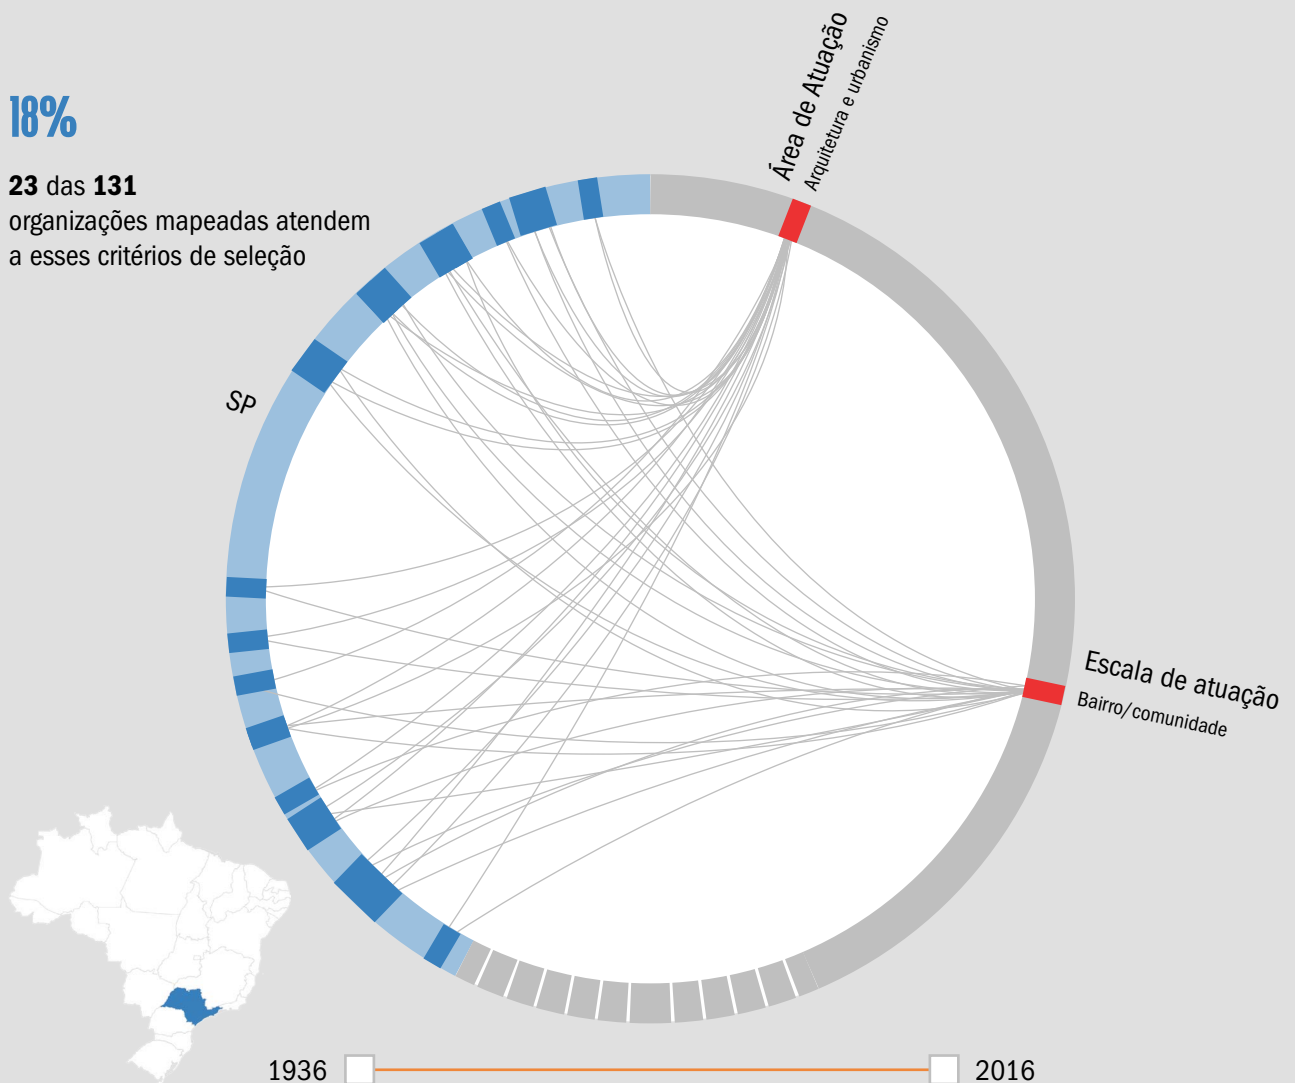 18%
23 das 131
organizações mapeadas atendem
a esses critérios de seleção
Área de Atuação
Arquitetura e urbanismo
SP
Escala de atuação
Bairro/comunidade
1936
2016